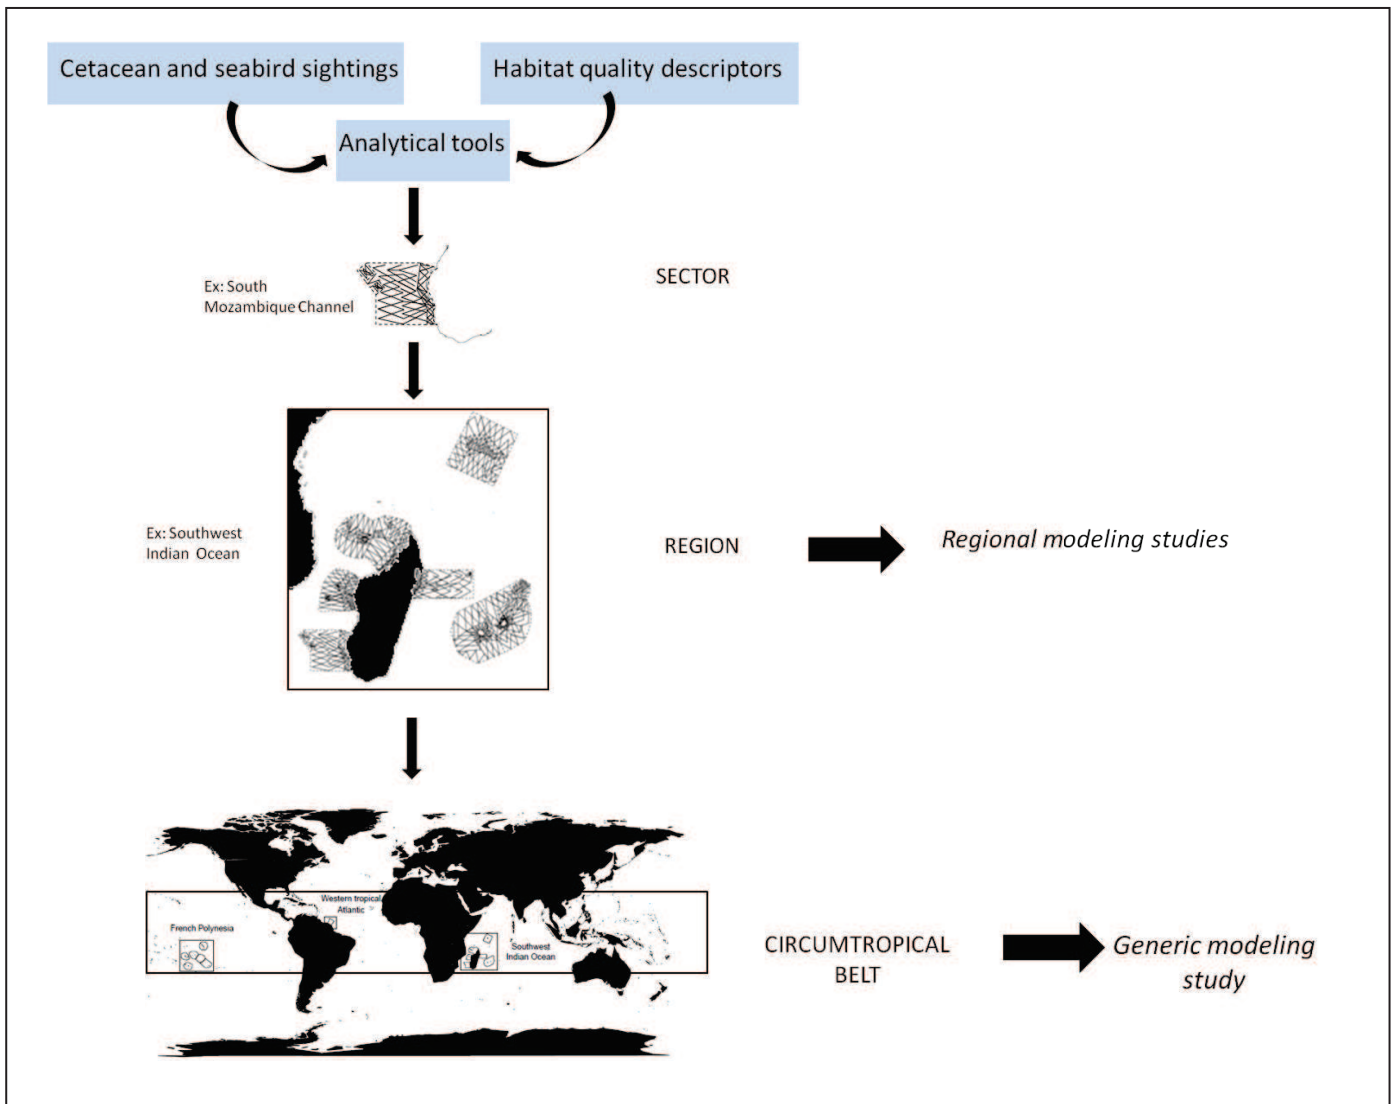 Cetacean and seabird sightings
Habitat quality descriptors
Analytical tools
Ex: South
Mozambique Channel
SECTOR
Ex: Southwest
Indian Ocean
REGION
Regional modeling studies
Western tropical
Atlantic
French Polynesia
Southwest
Indian Ocean
CIRCUMTROPICAL
BELT
Generic modeling
study